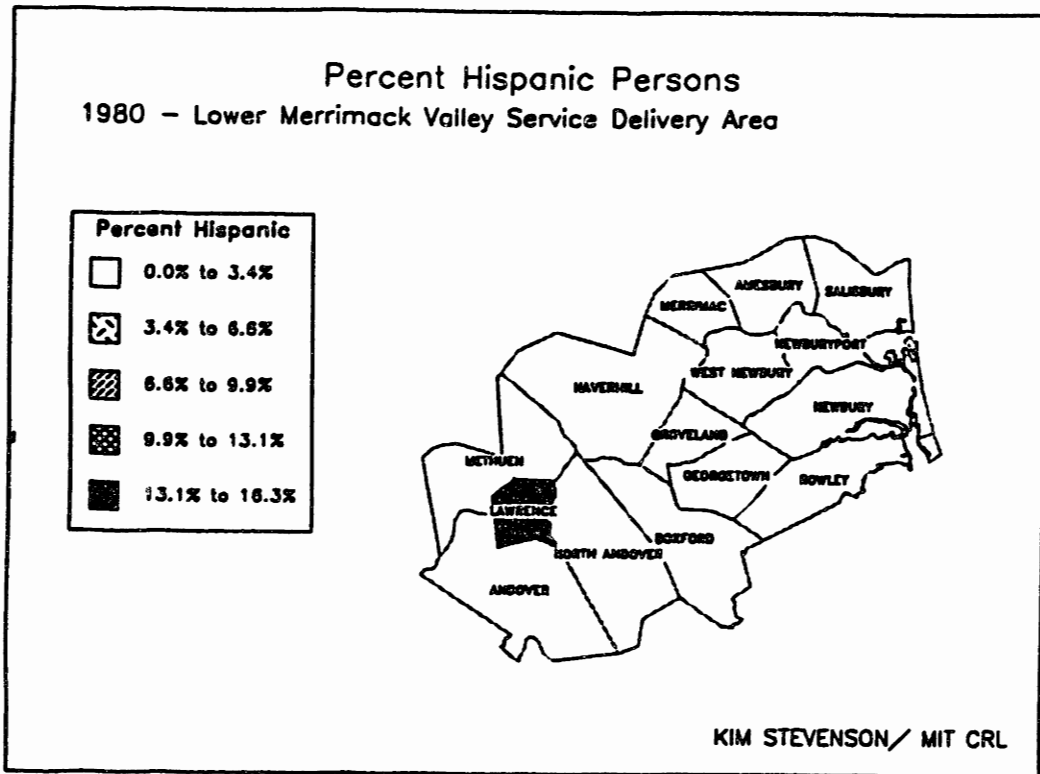 Percent Hispanic Persons
1980 - Lower Merrimack Valley Service Delivery Area
Percent Hispanic
0.0% to 3.4%
3.4% to 6.6%
6.6% to 9.9%
9.9% to 13.1%
13.1% to 16.3%
AMESBURY
SALISBURY
MERRIMAC
NEWBURYPORT
WEST NEWBURY
HAVERHILL
NEWBURY
GROVELAND
METHUEN
GEORGETOWN
ROWLEY
LAWRENCE
BOXFORD
NORTH ANDOVER
ANDOVER
KIM STEVENSON/ MIT CRL